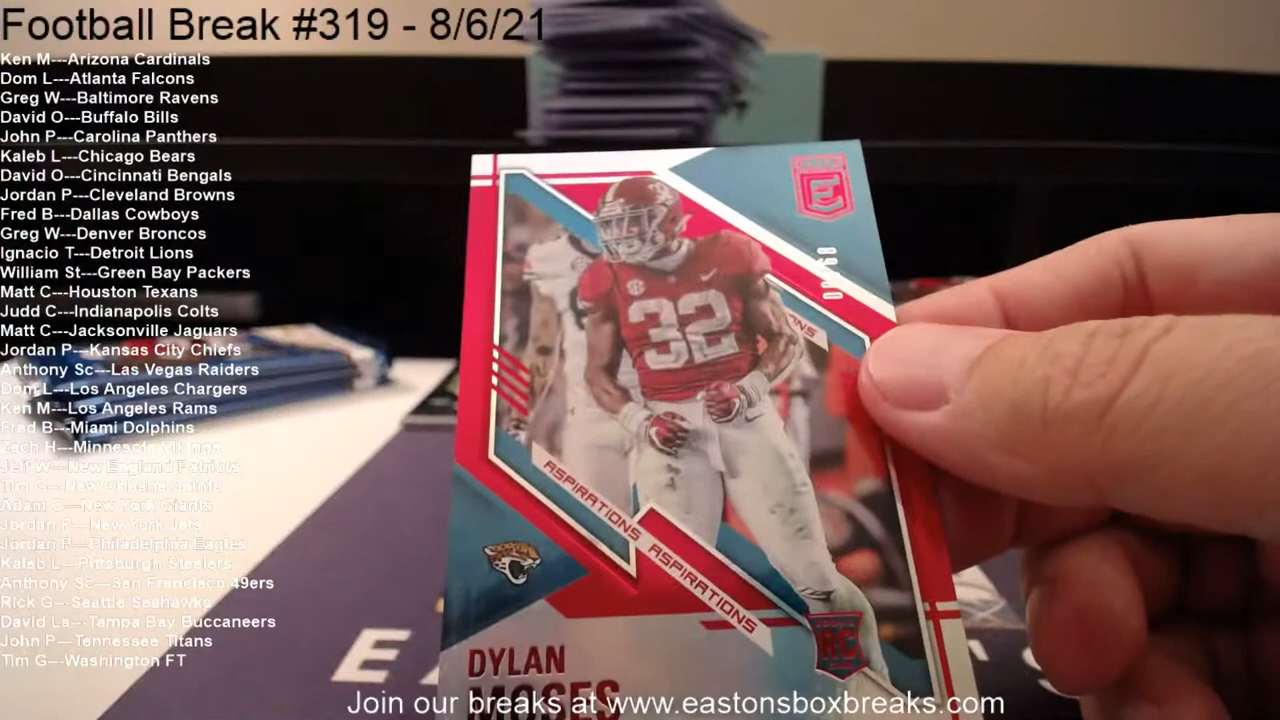 Football Break #319 - 8/6/21
Ken M---Arizona Cardinals
Dom L---Atlanta Falcons
Greg W---Baltimore Ravens
David O---Buffalo Bills
John P---Carolina Panthers
Kaleb L---Chicago Bears
David O---Cincinnati Bengals
Jordan P---Cleveland Browns
Fred B---Dallas Cowboys
Greg W---Denver Broncos
Ignacio T---Detroit Lions
William St---Green Bay Packers
Matt C---Houston Texans
Judd C---Indianapolis Colts
Matt C---Jacksonville Jaguars
Jordan P---Kansas City Chiefs
Anthony Sc---Las Vegas Raiders
Dom L---Los Angeles Chargers
Ken M---Los Angeles Rams
Fred B---Miami Dolphins
Zach H---Minnesota Vikings
Jeff W---New England Patriots
Tim G---New Orleans Saints
Adam C---New York Giants
Jordan P---New York Jets
Jordan P---Philadelphia Eagles
Kaleb L---Pittsburgh Steelers
Anthony Sc---San Francisco 49ers
Rick G---Seattle Seahawks
David La---Tampa Bay Buccaneers
John P---Tennessee Titans
Tim G---Washington FT
E
32
ASPIRATIONS ASPIRATIONS
RC
DYLAN
MOSES
Join our breaks at www.eastonsboxbreaks.com